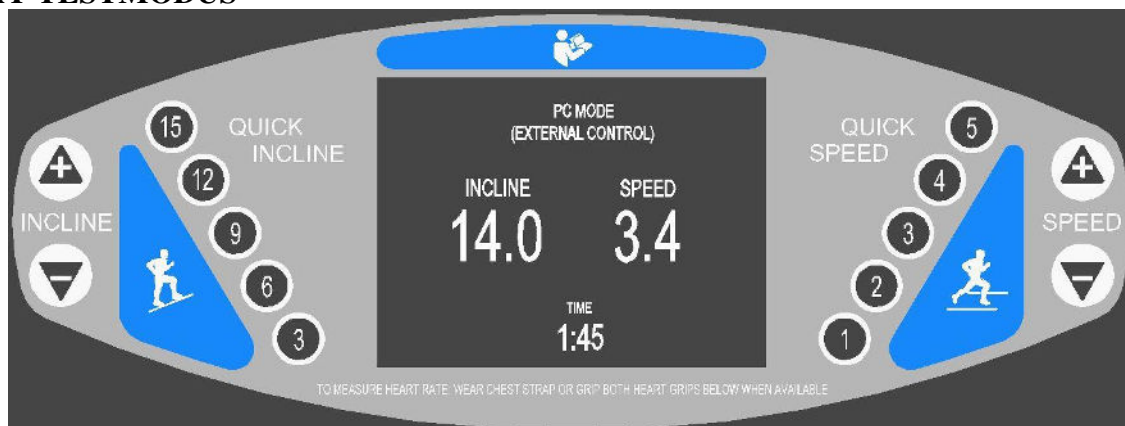 TESTMODUS
PC MODE
(EXTERNAL CONTROL)
INCLINE
14.0
SPEED
3.4
TIME
1:45
QUICK
INCLINE
15
12
9
6
3
INCLINE
QUICK
SPEED
5
4
3
2
1
SPEED
TO MEASURE HEART RATE, WEAR CHEST STRAP OR GRIP BOTH HEART GRIPS BELOW WHEN AVAILABLE